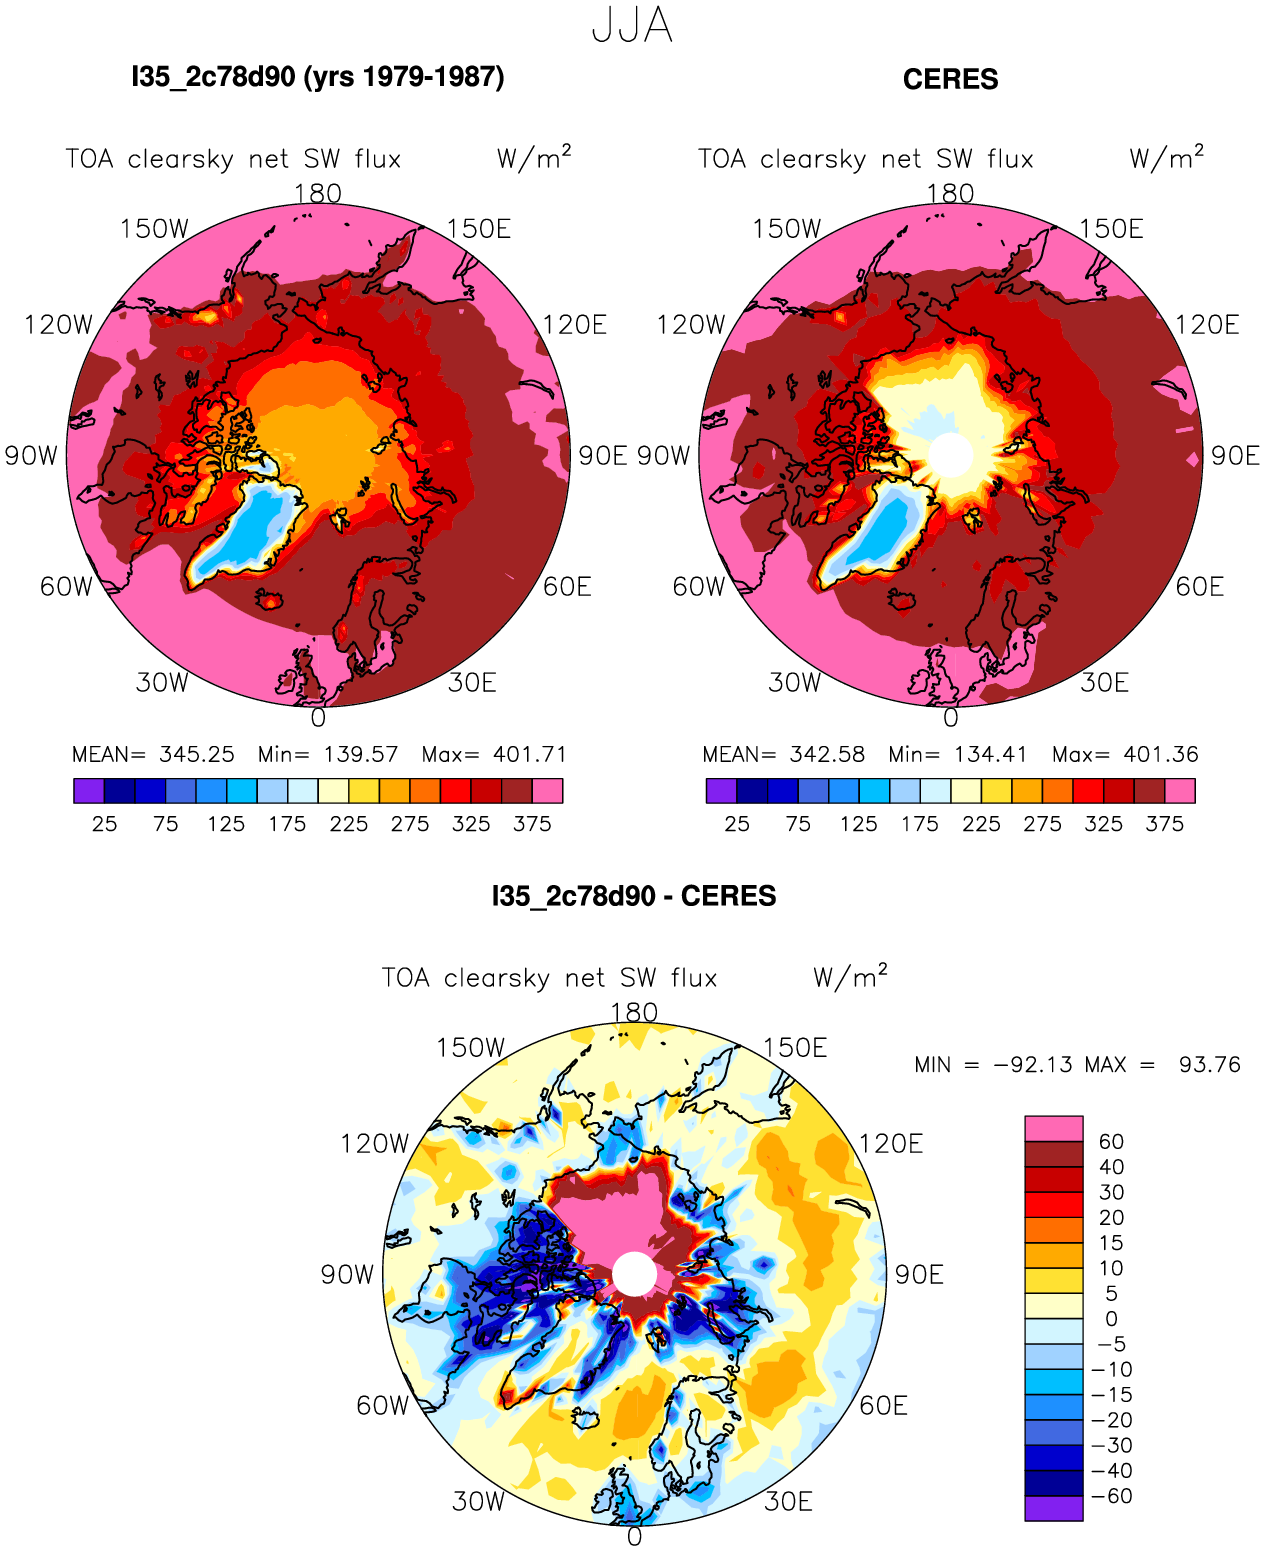 JJA
I35_2c78d90 (yrs 1979-1987)
CERES
TOA clearsky net SW flux W/m²
TOA clearsky net SW flux W/m²
180
180
150W 150E
150W 150E
120W 120E
120W 120E
90W 90E
90W 90E
60W 60E
60W 60E
30W 30E
30W 30E
0
0
MEAN= 345.25 Min= 139.57 Max= 401.71
MEAN= 342.58 Min= 134.41 Max= 401.36
25 75 125 175 225 275 325 375
25 75 125 175 225 275 325 375
I35_2c78d90 - CERES
TOA clearsky net SW flux W/m²
180
150W 150E
MIN = −92.13 MAX = 93.76
120W 120E
90W 90E
60W 60E
30W 30E
0
60
40
30
20
15
10
5
0
−5
−10
−15
−20
−30
−40
−60